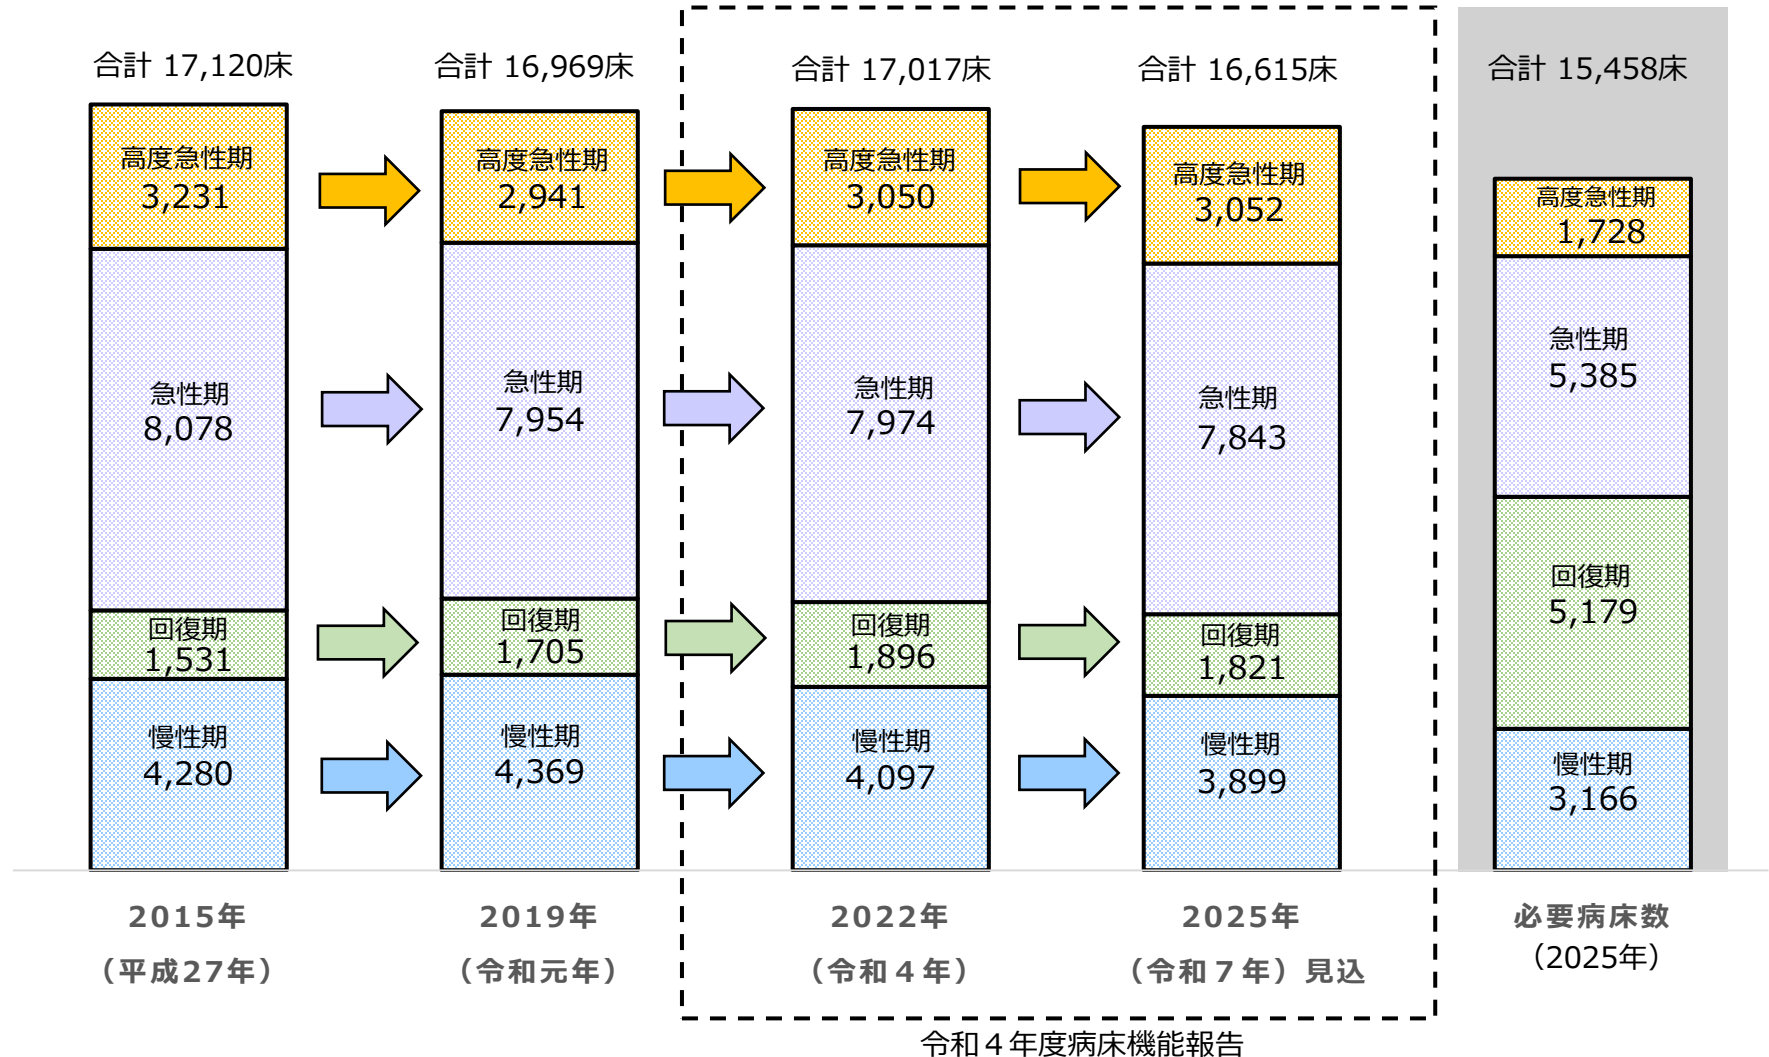 合計 17,120床
高度急性期
3,231
急性期
8,078
回復期
1,531
慢性期
4,280
2015年
（平成27年）
合計 16,969床
高度急性期
2,941
急性期
7,954
回復期
1,705
慢性期
4,369
2019年
（令和元年）
合計 17,017床
高度急性期
3,050
急性期
7,974
回復期
1,896
慢性期
4,097
2022年
（令和４年）
合計 16,615床
高度急性期
3,052
急性期
7,843
回復期
1,821
慢性期
3,899
2025年
（令和７年）見込
令和４年度病床機能報告
合計 15,458床
高度急性期
1,728
急性期
5,385
回復期
5,179
慢性期
3,166
必要病床数
（2025年）